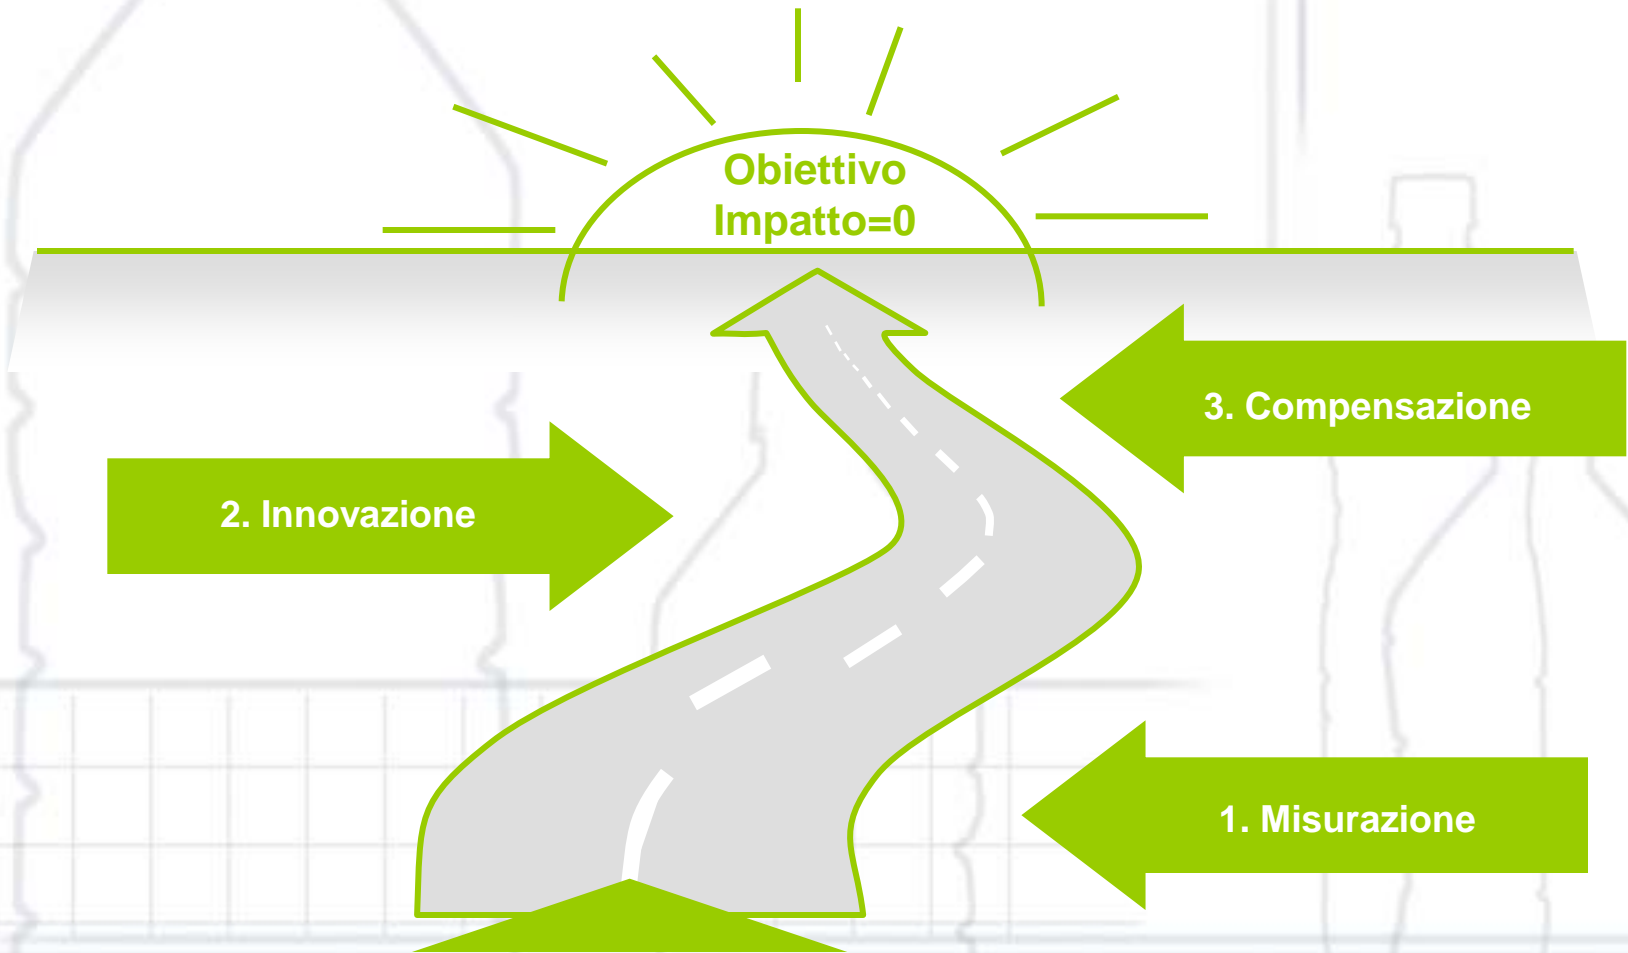 Obiettivo
Impatto=0
3. Compensazione
2. Innovazione
1. Misurazione